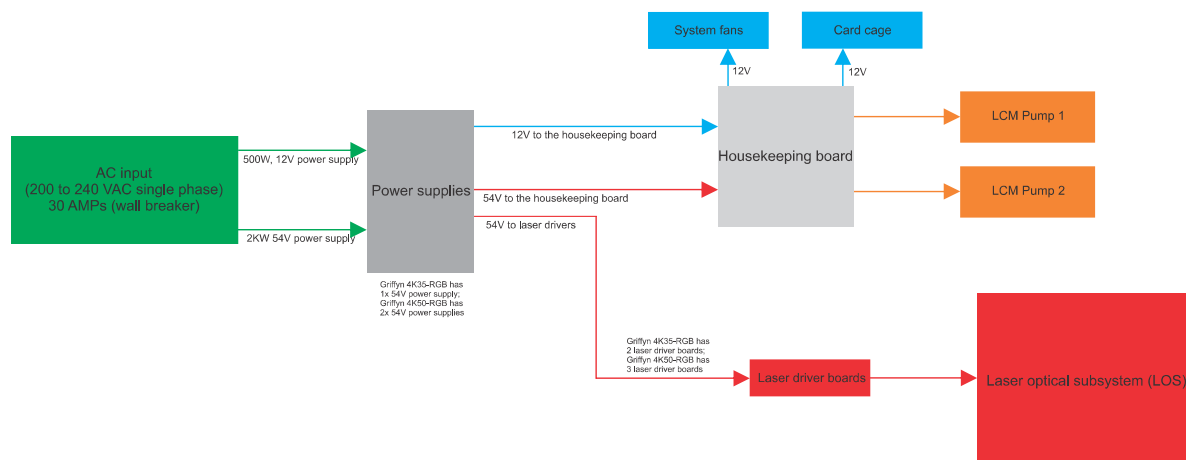 System fans
Card cage
12V
12V
AC input
(200 to 240 VAC single phase)
30 AMPs (wall breaker)
500W, 12V power supply
2KW 54V power supply
Power supplies
Griffyn 4K35-RGB has
1x 54V power supply;
Griffyn 4K50-RGB has
2x 54V power supplies
12V to the housekeeping board
54V to the housekeeping board
54V to laser drivers
Housekeeping board
LCM Pump 1
LCM Pump 2
Griffyn 4K35-RGB has
2 laser driver boards;
Griffyn 4K50-RGB has
3 laser driver boards
Laser driver boards
Laser optical subsystem (LOS)